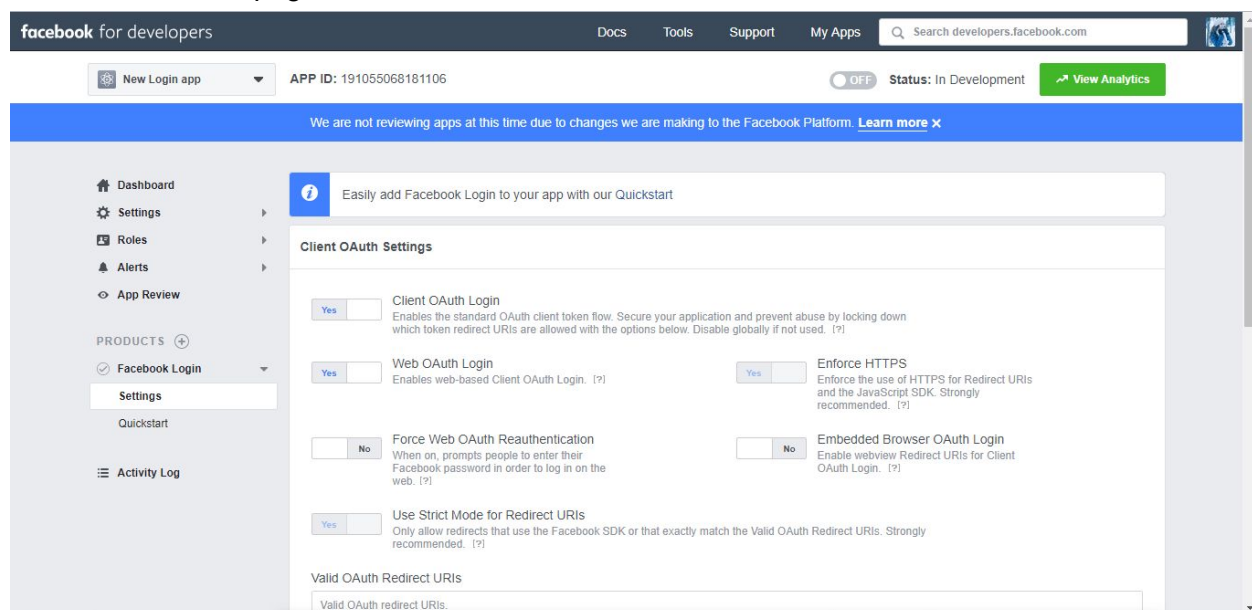 facebook for developers
Docs Tools Support My Apps Search developers.facebook.com
New Login app APP ID: 191055068181106 OFF Status: In Development View Analytics
We are not reviewing apps at this time due to changes we are making to the Facebook Platform. Learn more ×
Dashboard
Settings
Roles
Alerts
App Review
PRODUCTS
Facebook Login
Settings
Quickstart
Activity Log
Easily add Facebook Login to your app with our Quickstart
Client OAuth Settings
Yes
Client OAuth Login
Enables the standard OAuth client token flow. Secure your application and prevent abuse by locking down
which token redirect URIs are allowed with the options below. Disable globally if not used. [?]
Yes
Web OAuth Login
Enables web-based Client OAuth Login. [?]
Yes
Enforce HTTPS
Enforce the use of HTTPS for Redirect URIs
and the JavaScript SDK. Strongly
recommended. [?]
No
Force Web OAuth Reauthentication
When on, prompts people to enter their
Facebook password in order to log in on the
web. [?]
No
Embedded Browser OAuth Login
Enable webview Redirect URIs for Client
OAuth Login. [?]
Yes
Use Strict Mode for Redirect URIs
Only allow redirects that use the Facebook SDK or that exactly match the Valid OAuth Redirect URIs. Strongly
recommended. [?]
Valid OAuth Redirect URIs
Valid OAuth redirect URIs.